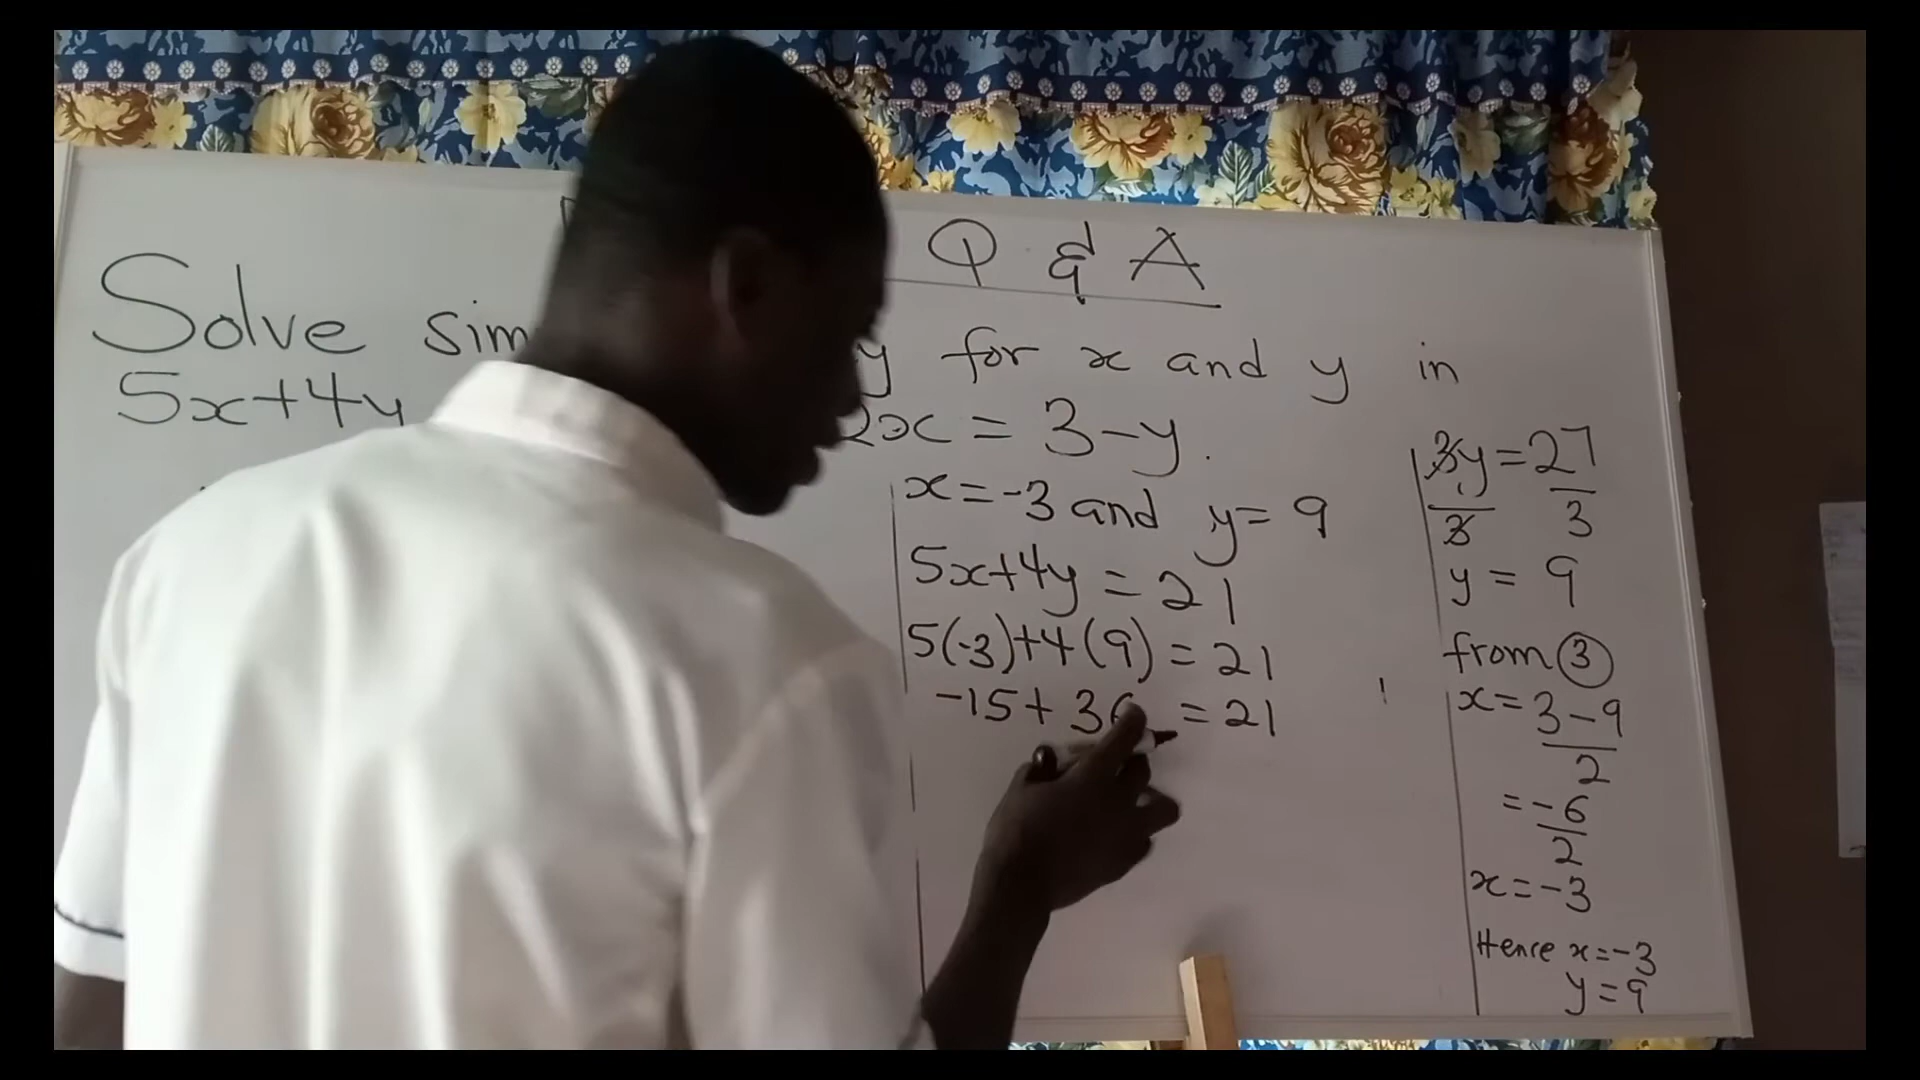 Q & A
Solve sim y for x and y in
5x+4y 2x = 3-y.
x=-3 and y= 9
5x+4y = 21
5(-3)+4(9) = 21
-15+ 36 = 21
3y=27
3 3
y = 9
from ③
x= 3-9
2
= -6
2
x=-3
Hence x=-3
y=9